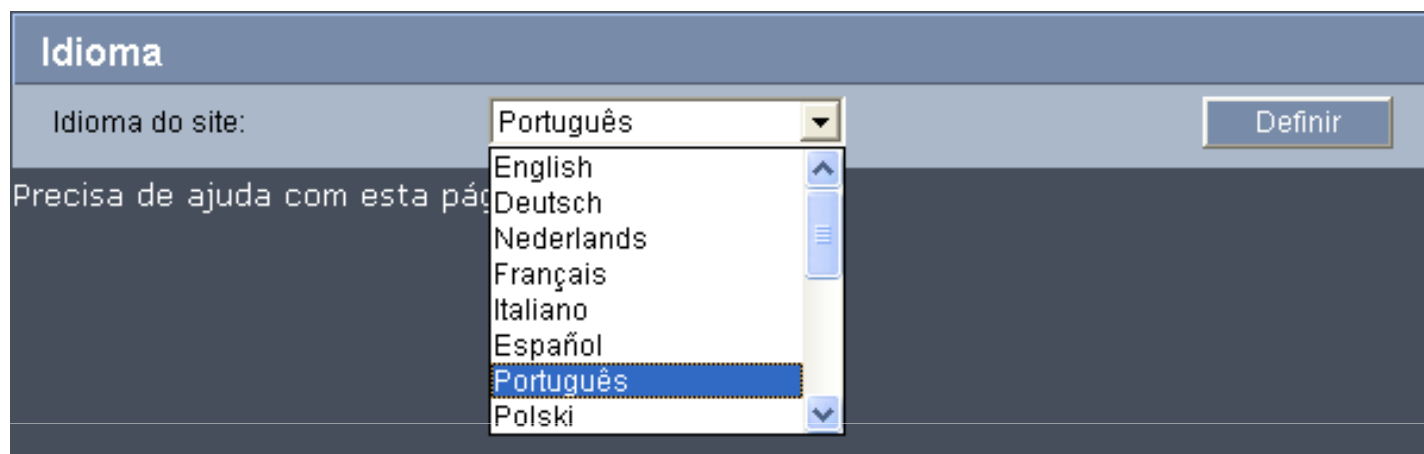 Idioma
Idioma do site: Português Definir
English
Precisa de ajuda com esta
Deutsch
Nederlands
Français
Italiano
Español
Português
Polski